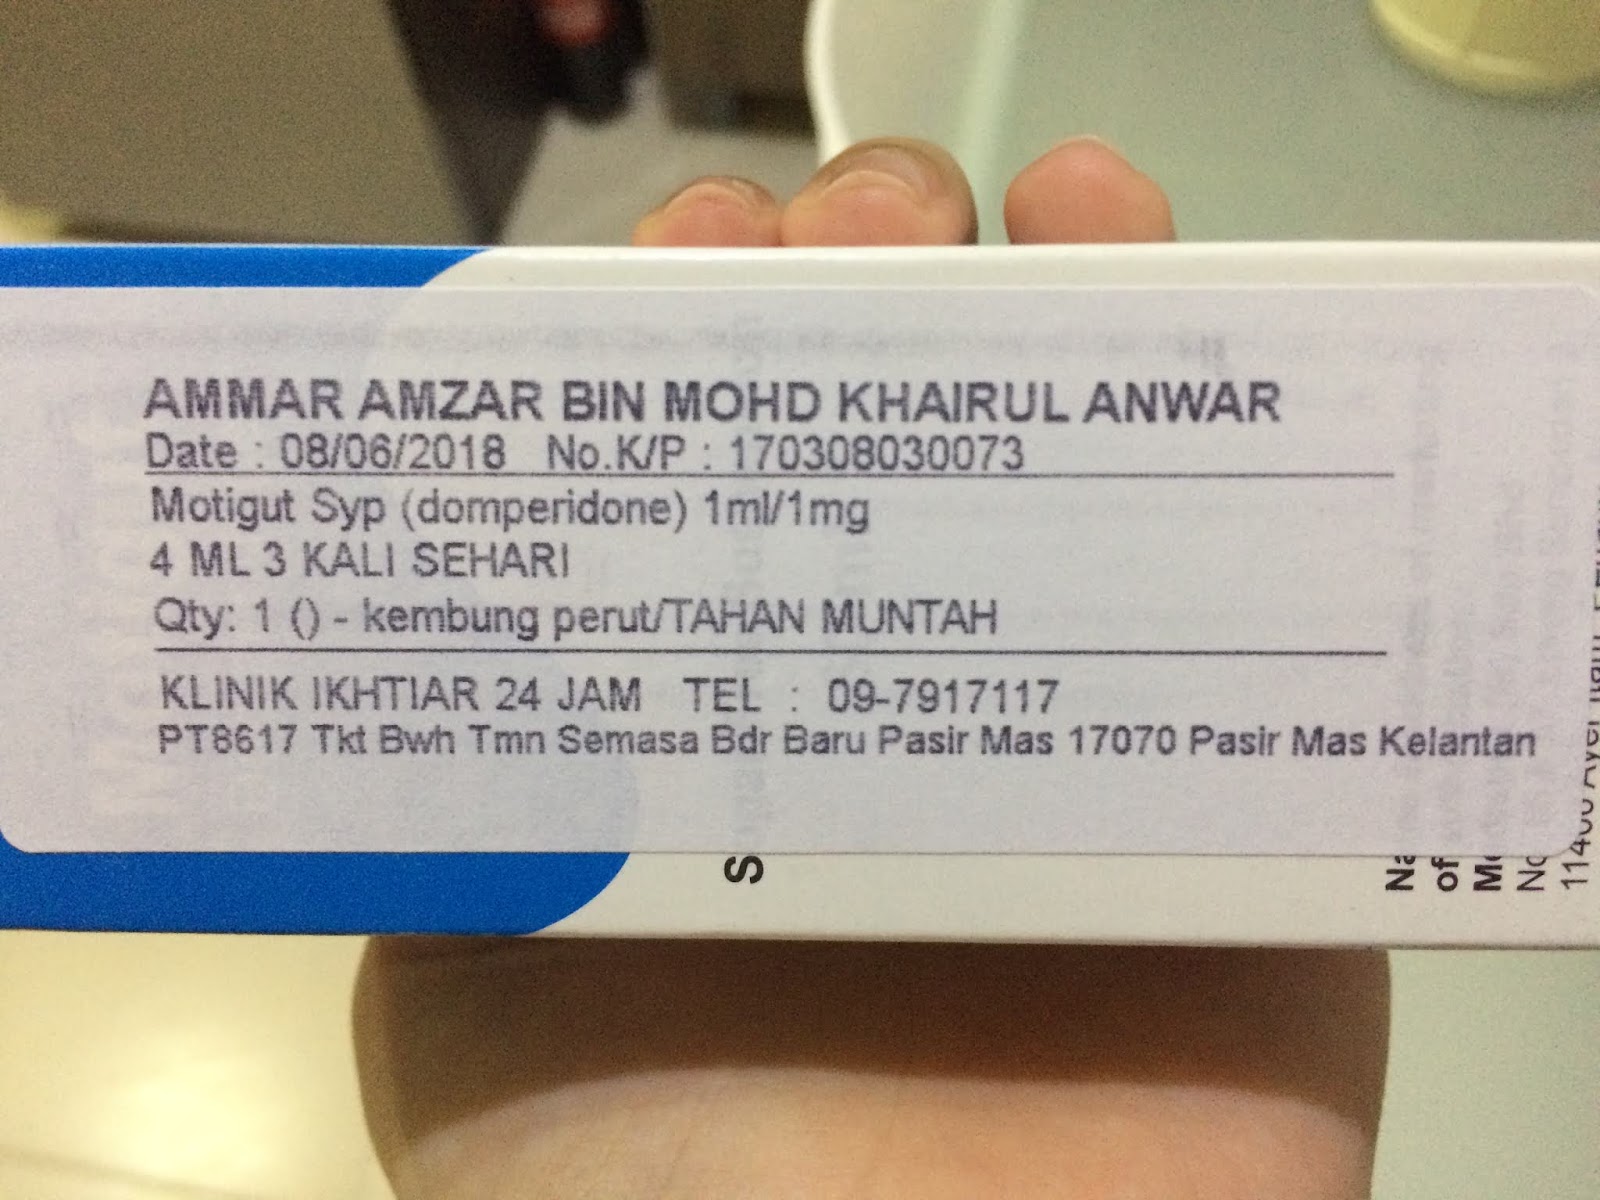 AMMAR AMZAR BIN MOHD KHAIRUL ANWAR
Date : 08/06/2018 No.K/P : 170308030073
Motigut Syp (domperidone) 1ml/1mg
4 ML 3 KALI SEHARI
Qty: 1 () - kembung perut/TAHAN MUNTAH
KLINIK IKHTIAR 24 JAM TEL : 09-7917117
PT8617 Tkt Bwh Tmn Semasa Bdr Baru Pasir Mas 17070 Pasir Mas Kelantan
S
of